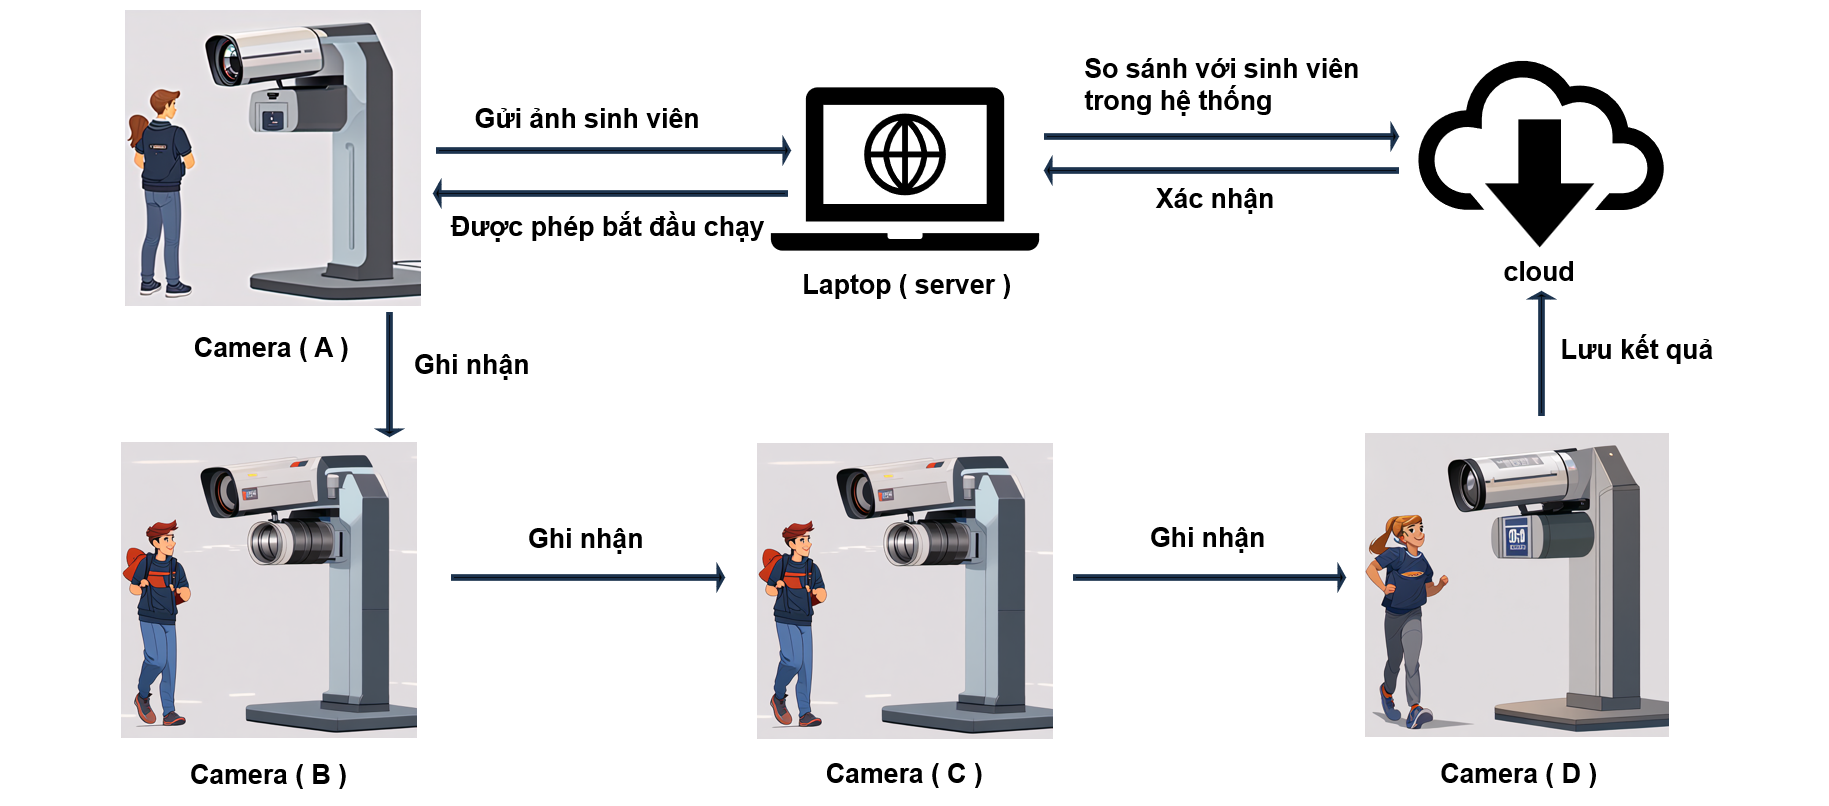 Gửi ảnh sinh viên
Được phép bắt đầu chạy
Laptop ( server )
So sánh với sinh viên
trong hệ thống
Xác nhận
cloud
Camera ( A )
Ghi nhận
Lưu kết quả
Ghi nhận
Ghi nhận
Camera ( B )
Camera ( C )
Camera ( D )